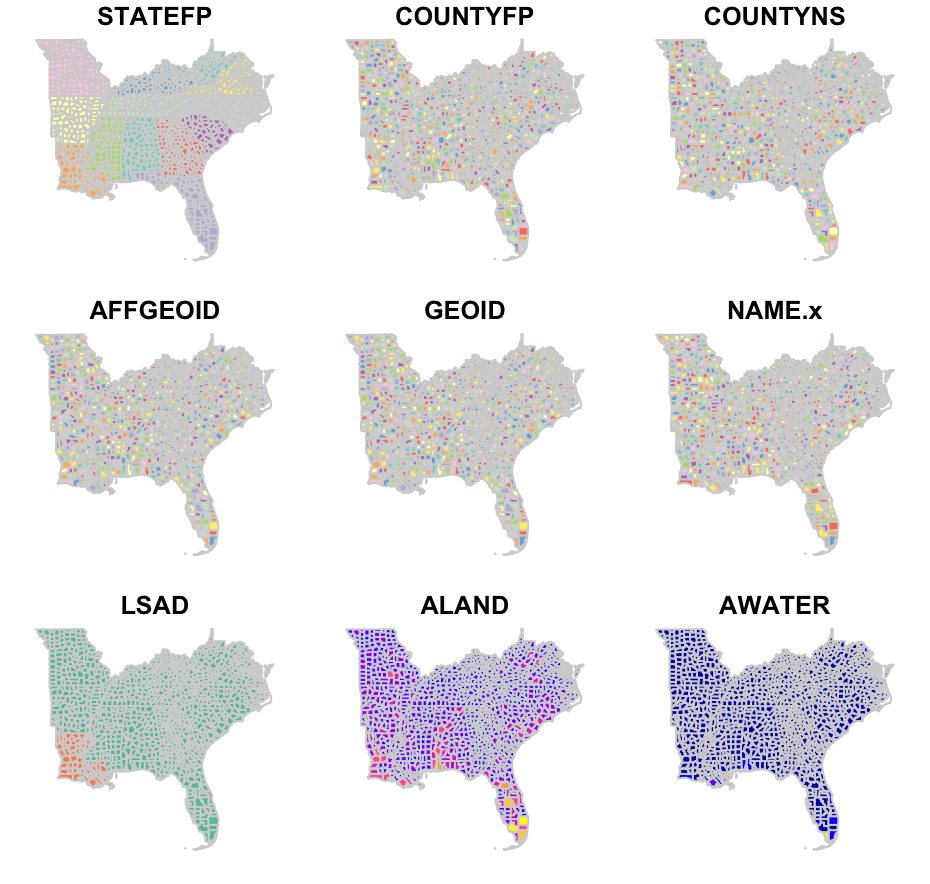 STATEFP COUNTYFP COUNTYNS
AFFGEOID GEOID NAME.x
LSAD ALAND AWATER